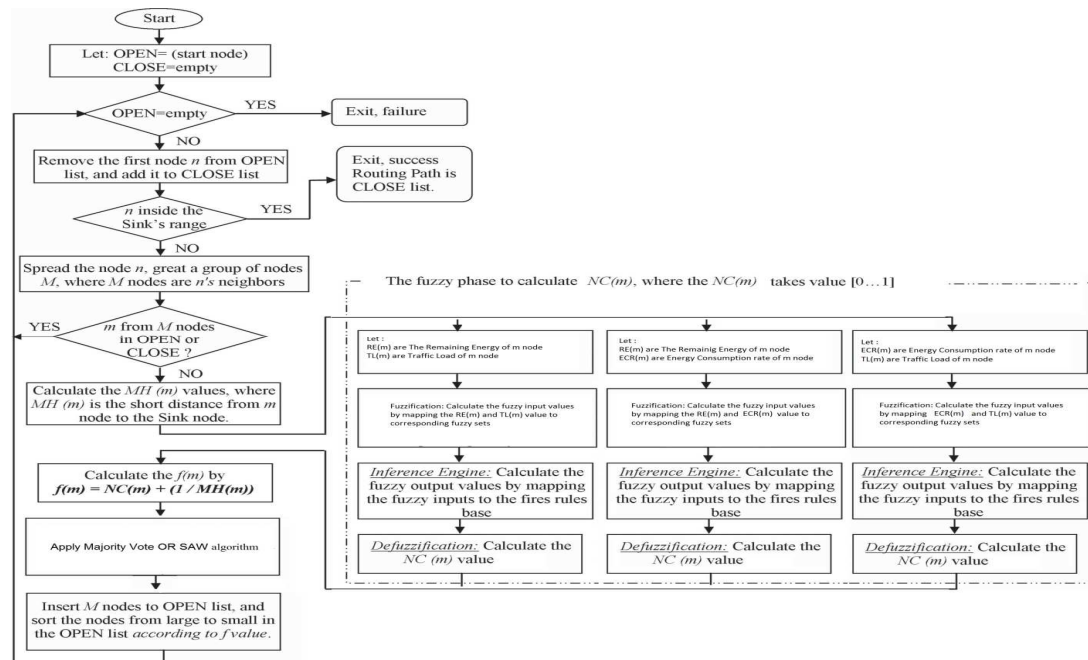 Start
Let: OPEN= (start node)
CLOSE=empty
OPEN=empty
YES
Exit, failure
NO
Remove the first node n from OPEN
list, and add it to CLOSE list
Exit, success
Routing Path is
CLOSE list.
n inside the
Sink's range
YES
NO
Spread the node n, great a group of nodes
M, where M nodes are n's neighbors
YES
m from M nodes
in OPEN or
CLOSE ?
NO
Calculate the MH (m) values, where
MH (m) is the short distance from m
node to the Sink node.
The fuzzy phase to calculate NC(m), where the NC(m) takes value [0…1]
Let :
RE(m) are The Remaining Energy of m node
TL(m) are Traffic Load of m node
Fuzzification: Calculate the fuzzy input values
by mapping the RE(m) and TL(m) value to
corresponding fuzzy sets
Inference Engine: Calculate the
fuzzy output values by mapping
the fuzzy inputs to the fires rules
base
Defuzzification: Calculate the
NC (m) value
Let :
RE(m) are The Remainig Energy of m node
ECR(m) are Energy Consumption rate of m node
Fuzzification: Calculate the fuzzy input values
by mapping the RE(m) and ECR(m) value to
corresponding fuzzy sets
Inference Engine: Calculate the
fuzzy output values by mapping
the fuzzy inputs to the fires rules
base
Defuzzification: Calculate the
NC (m) value
Let :
ECR(m) are Energy Consumption rate of m node
TL(m) are Traffic Load of m node
Fuzzification: Calculate the fuzzy input values
by mapping ECR(m) and TL(m) value to
corresponding fuzzy sets
Inference Engine: Calculate the
fuzzy output values by mapping
the fuzzy inputs to the fires rules
base
Defuzzification: Calculate the
NC (m) value
Calculate the f(m) by
f(m) = NC(m) + (1 / MH(m))
Apply Majority Vote OR SAW algorithm
Insert M nodes to OPEN list, and
sort the nodes from large to small in
the OPEN list according to f value.